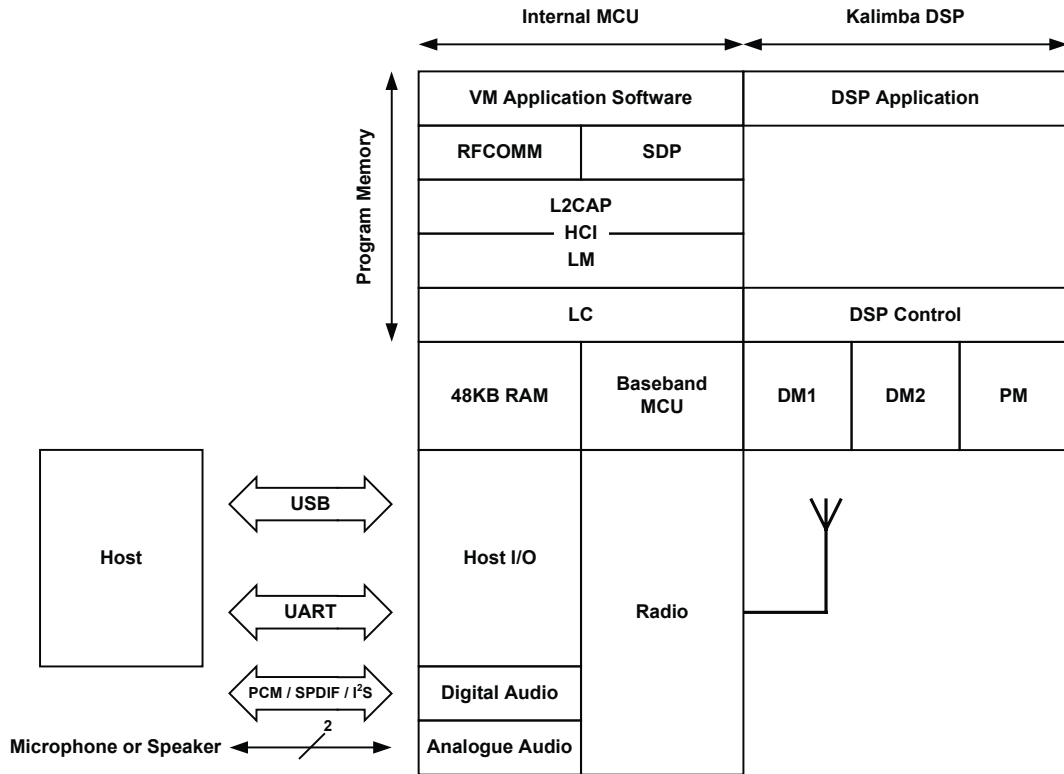 Internal MCU
Kalimba DSP
Program Memory
VM Application Software
DSP Application
RFCOMM
SDP
L2CAP
HCI
LM
LC
DSP Control
48KB RAM
Baseband
MCU
DM1
DM2
PM
Host
USB
UART
Host I/O
Radio
PCM / SPDIF / I²S
Digital Audio
Microphone or Speaker
2
Analogue Audio